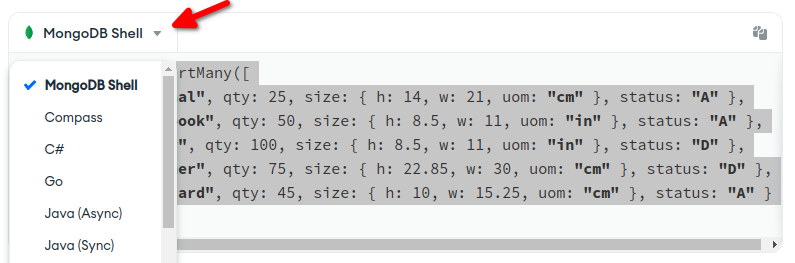 MongoDB Shell
MongoDB Shell
Compass
C#
Go
Java (Async)
Java (Sync)
rtMany([
al", qty: 25, size: { h: 14, w: 21, uom: "cm" }, status: "A" },
ook", qty: 50, size: { h: 8.5, w: 11, uom: "in" }, status: "A" },
", qty: 100, size: { h: 8.5, w: 11, uom: "in" }, status: "D" },
er", qty: 75, size: { h: 22.85, w: 30, uom: "cm" }, status: "D" },
ard", qty: 45, size: { h: 10, w: 15.25, uom: "cm" }, status: "A" }